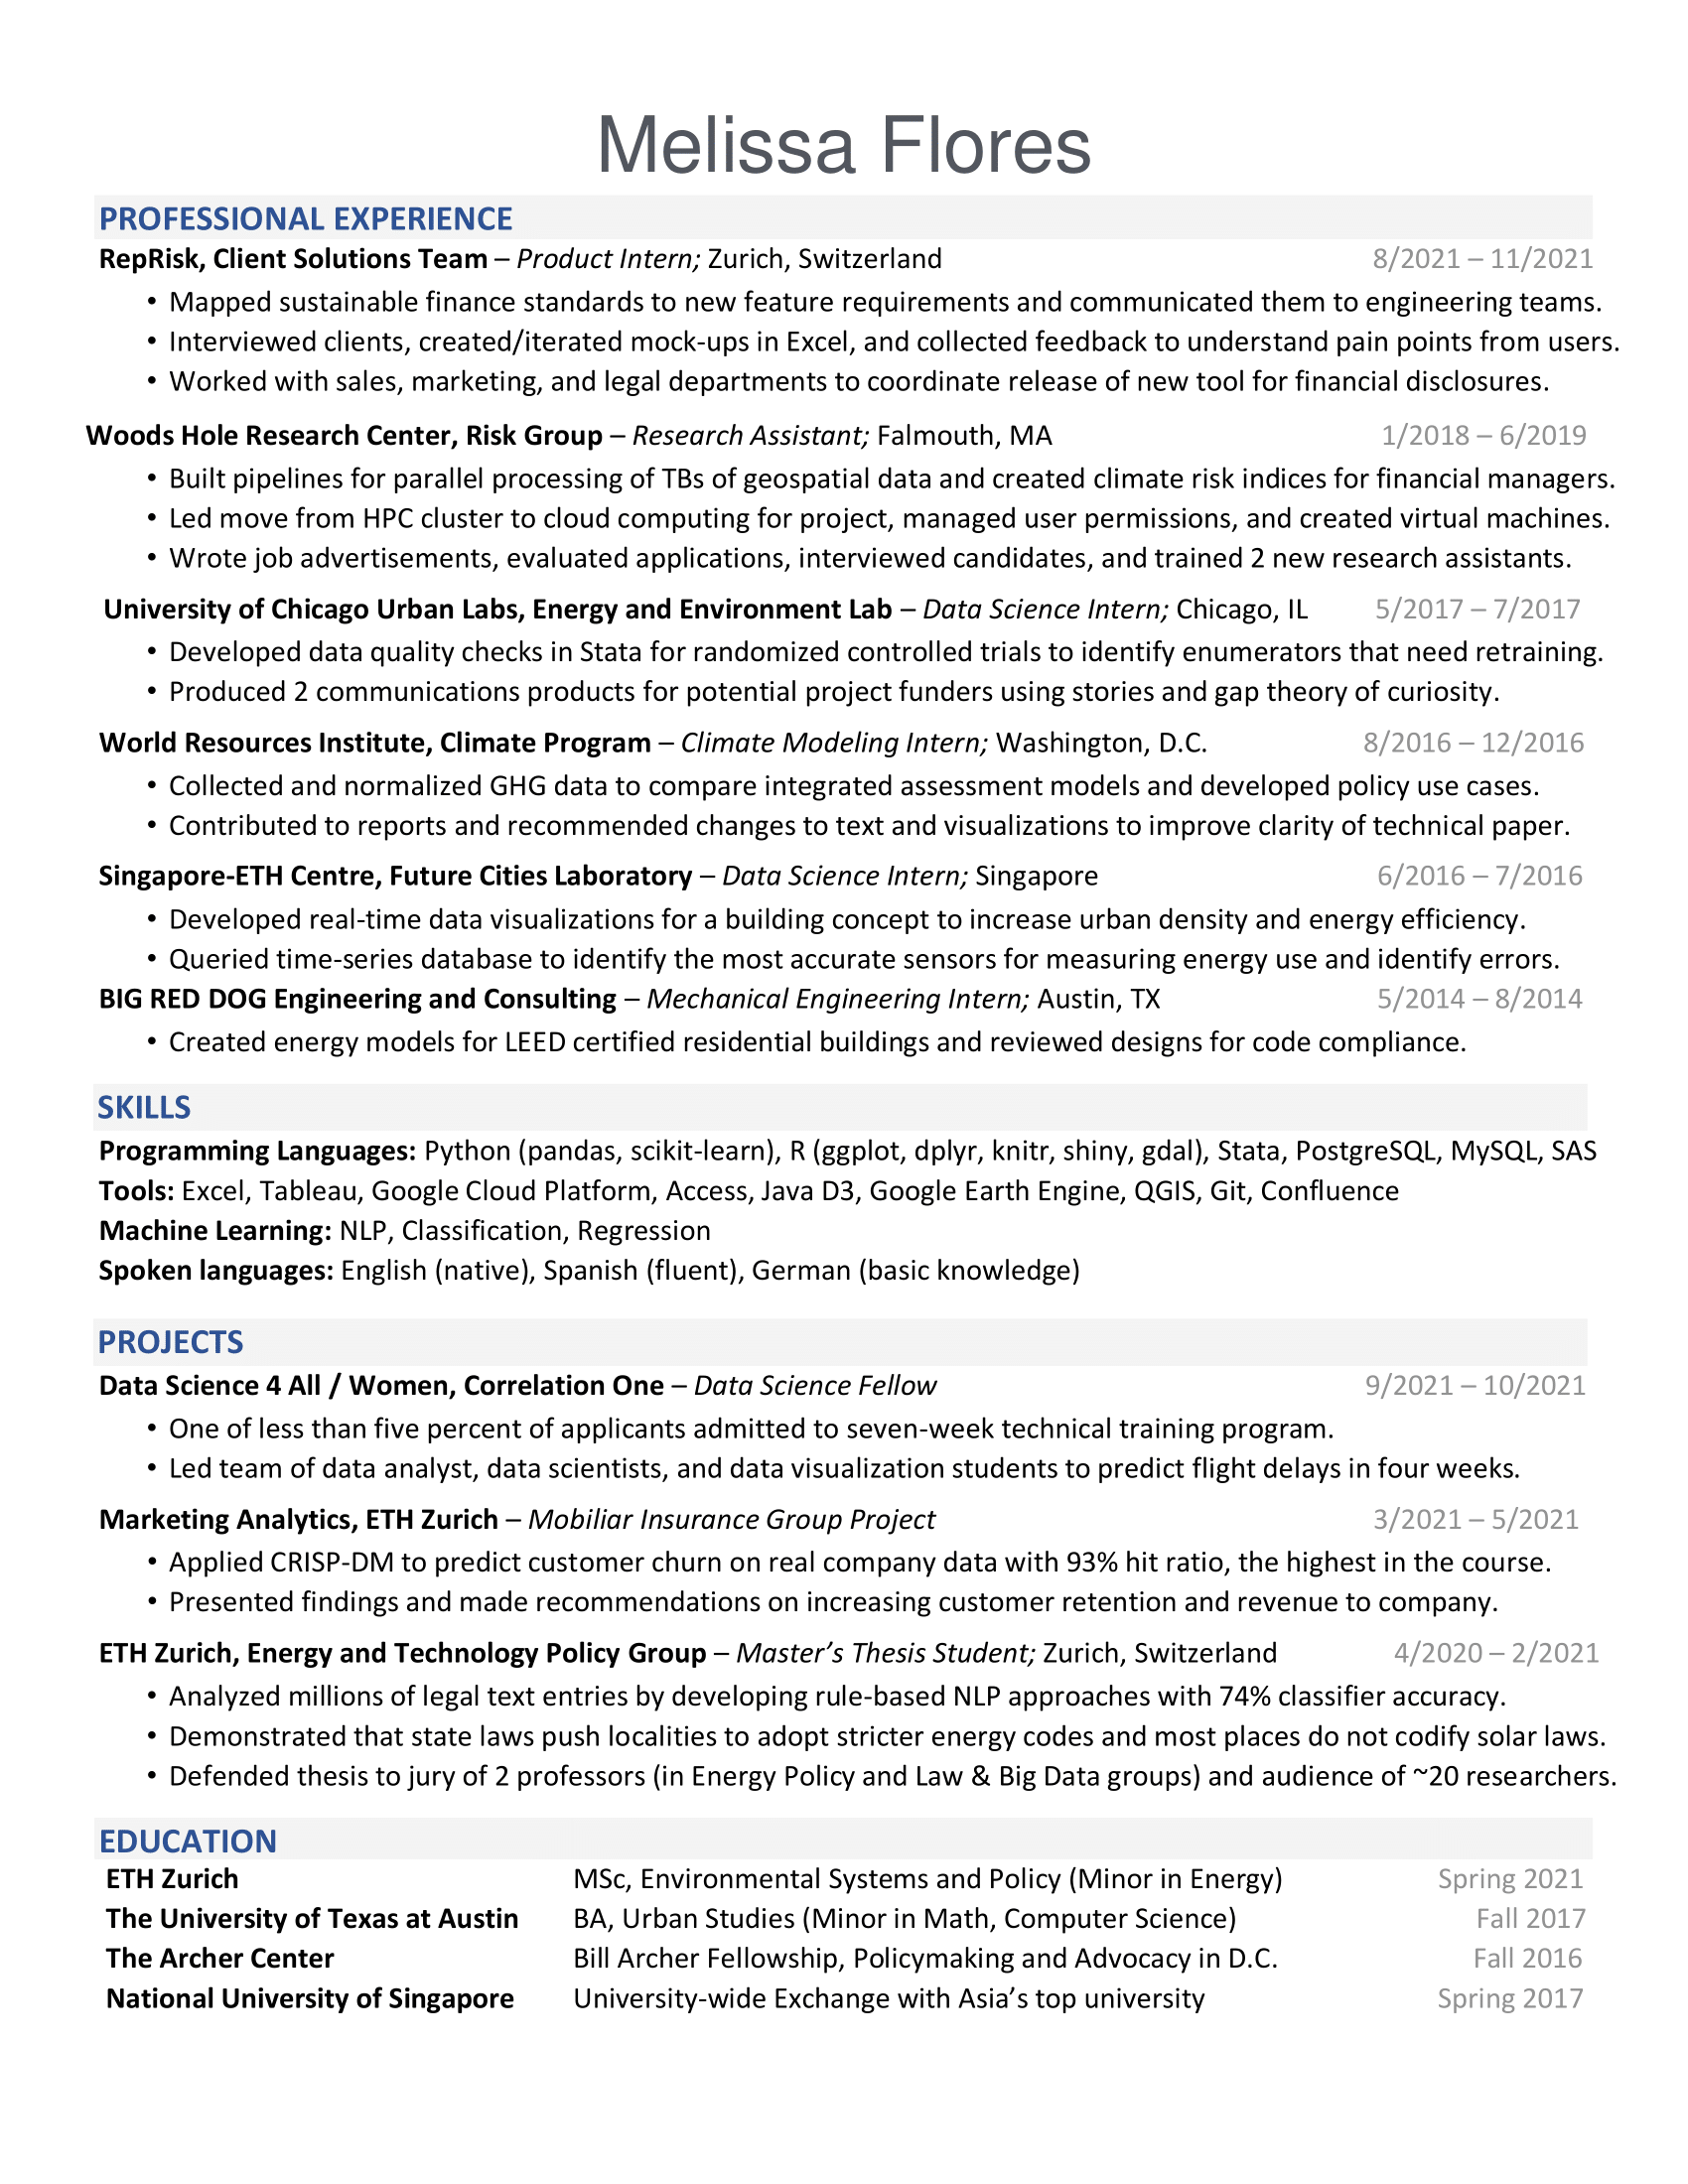 Melissa Flores
PROFESSIONAL EXPERIENCE
RepRisk, Client Solutions Team – Product Intern; Zurich, Switzerland 8/2021 – 11/2021
• Mapped sustainable finance standards to new feature requirements and communicated them to engineering teams.
• Interviewed clients, created/iterated mock-ups in Excel, and collected feedback to understand pain points from users.
• Worked with sales, marketing, and legal departments to coordinate release of new tool for financial disclosures.
Woods Hole Research Center, Risk Group – Research Assistant; Falmouth, MA 1/2018 – 6/2019
• Built pipelines for parallel processing of TBs of geospatial data and created climate risk indices for financial managers.
• Led move from HPC cluster to cloud computing for project, managed user permissions, and created virtual machines.
• Wrote job advertisements, evaluated applications, interviewed candidates, and trained 2 new research assistants.
University of Chicago Urban Labs, Energy and Environment Lab – Data Science Intern; Chicago, IL 5/2017 – 7/2017
• Developed data quality checks in Stata for randomized controlled trials to identify enumerators that need retraining.
• Produced 2 communications products for potential project funders using stories and gap theory of curiosity.
World Resources Institute, Climate Program – Climate Modeling Intern; Washington, D.C. 8/2016 – 12/2016
• Collected and normalized GHG data to compare integrated assessment models and developed policy use cases.
• Contributed to reports and recommended changes to text and visualizations to improve clarity of technical paper.
Singapore-ETH Centre, Future Cities Laboratory – Data Science Intern; Singapore 6/2016 – 7/2016
• Developed real-time data visualizations for a building concept to increase urban density and energy efficiency.
• Queried time-series database to identify the most accurate sensors for measuring energy use and identify errors.
BIG RED DOG Engineering and Consulting – Mechanical Engineering Intern; Austin, TX 5/2014 – 8/2014
• Created energy models for LEED certified residential buildings and reviewed designs for code compliance.
SKILLS
Programming Languages: Python (pandas, scikit-learn), R (ggplot, dplyr, knitr, shiny, gdal), Stata, PostgreSQL, MySQL, SAS
Tools: Excel, Tableau, Google Cloud Platform, Access, Java D3, Google Earth Engine, QGIS, Git, Confluence
Machine Learning: NLP, Classification, Regression
Spoken languages: English (native), Spanish (fluent), German (basic knowledge)
PROJECTS
Data Science 4 All / Women, Correlation One – Data Science Fellow 9/2021 – 10/2021
• One of less than five percent of applicants admitted to seven-week technical training program.
• Led team of data analyst, data scientists, and data visualization students to predict flight delays in four weeks.
Marketing Analytics, ETH Zurich – Mobiliar Insurance Group Project 3/2021 – 5/2021
• Applied CRISP-DM to predict customer churn on real company data with 93% hit ratio, the highest in the course.
• Presented findings and made recommendations on increasing customer retention and revenue to company.
ETH Zurich, Energy and Technology Policy Group – Master’s Thesis Student; Zurich, Switzerland 4/2020 – 2/2021
• Analyzed millions of legal text entries by developing rule-based NLP approaches with 74% classifier accuracy.
• Demonstrated that state laws push localities to adopt stricter energy codes and most places do not codify solar laws.
• Defended thesis to jury of 2 professors (in Energy Policy and Law & Big Data groups) and audience of ~20 researchers.
EDUCATION
ETH Zurich MSc, Environmental Systems and Policy (Minor in Energy) Spring 2021
The University of Texas at Austin BA, Urban Studies (Minor in Math, Computer Science) Fall 2017
The Archer Center Bill Archer Fellowship, Policymaking and Advocacy in D.C. Fall 2016
National University of Singapore University-wide Exchange with Asia’s top university Spring 2017